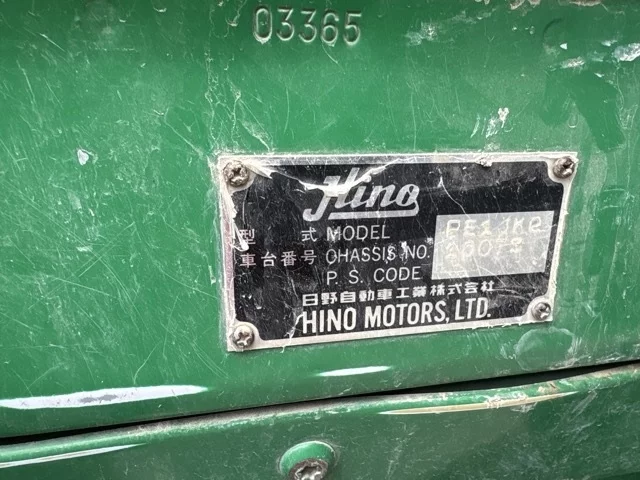 03365
Hino
型式 MODEL
車台番号 CHASSIS NO.
P. S. CODE
日野自動車工業株式会社
HINO MOTORS, LTD.